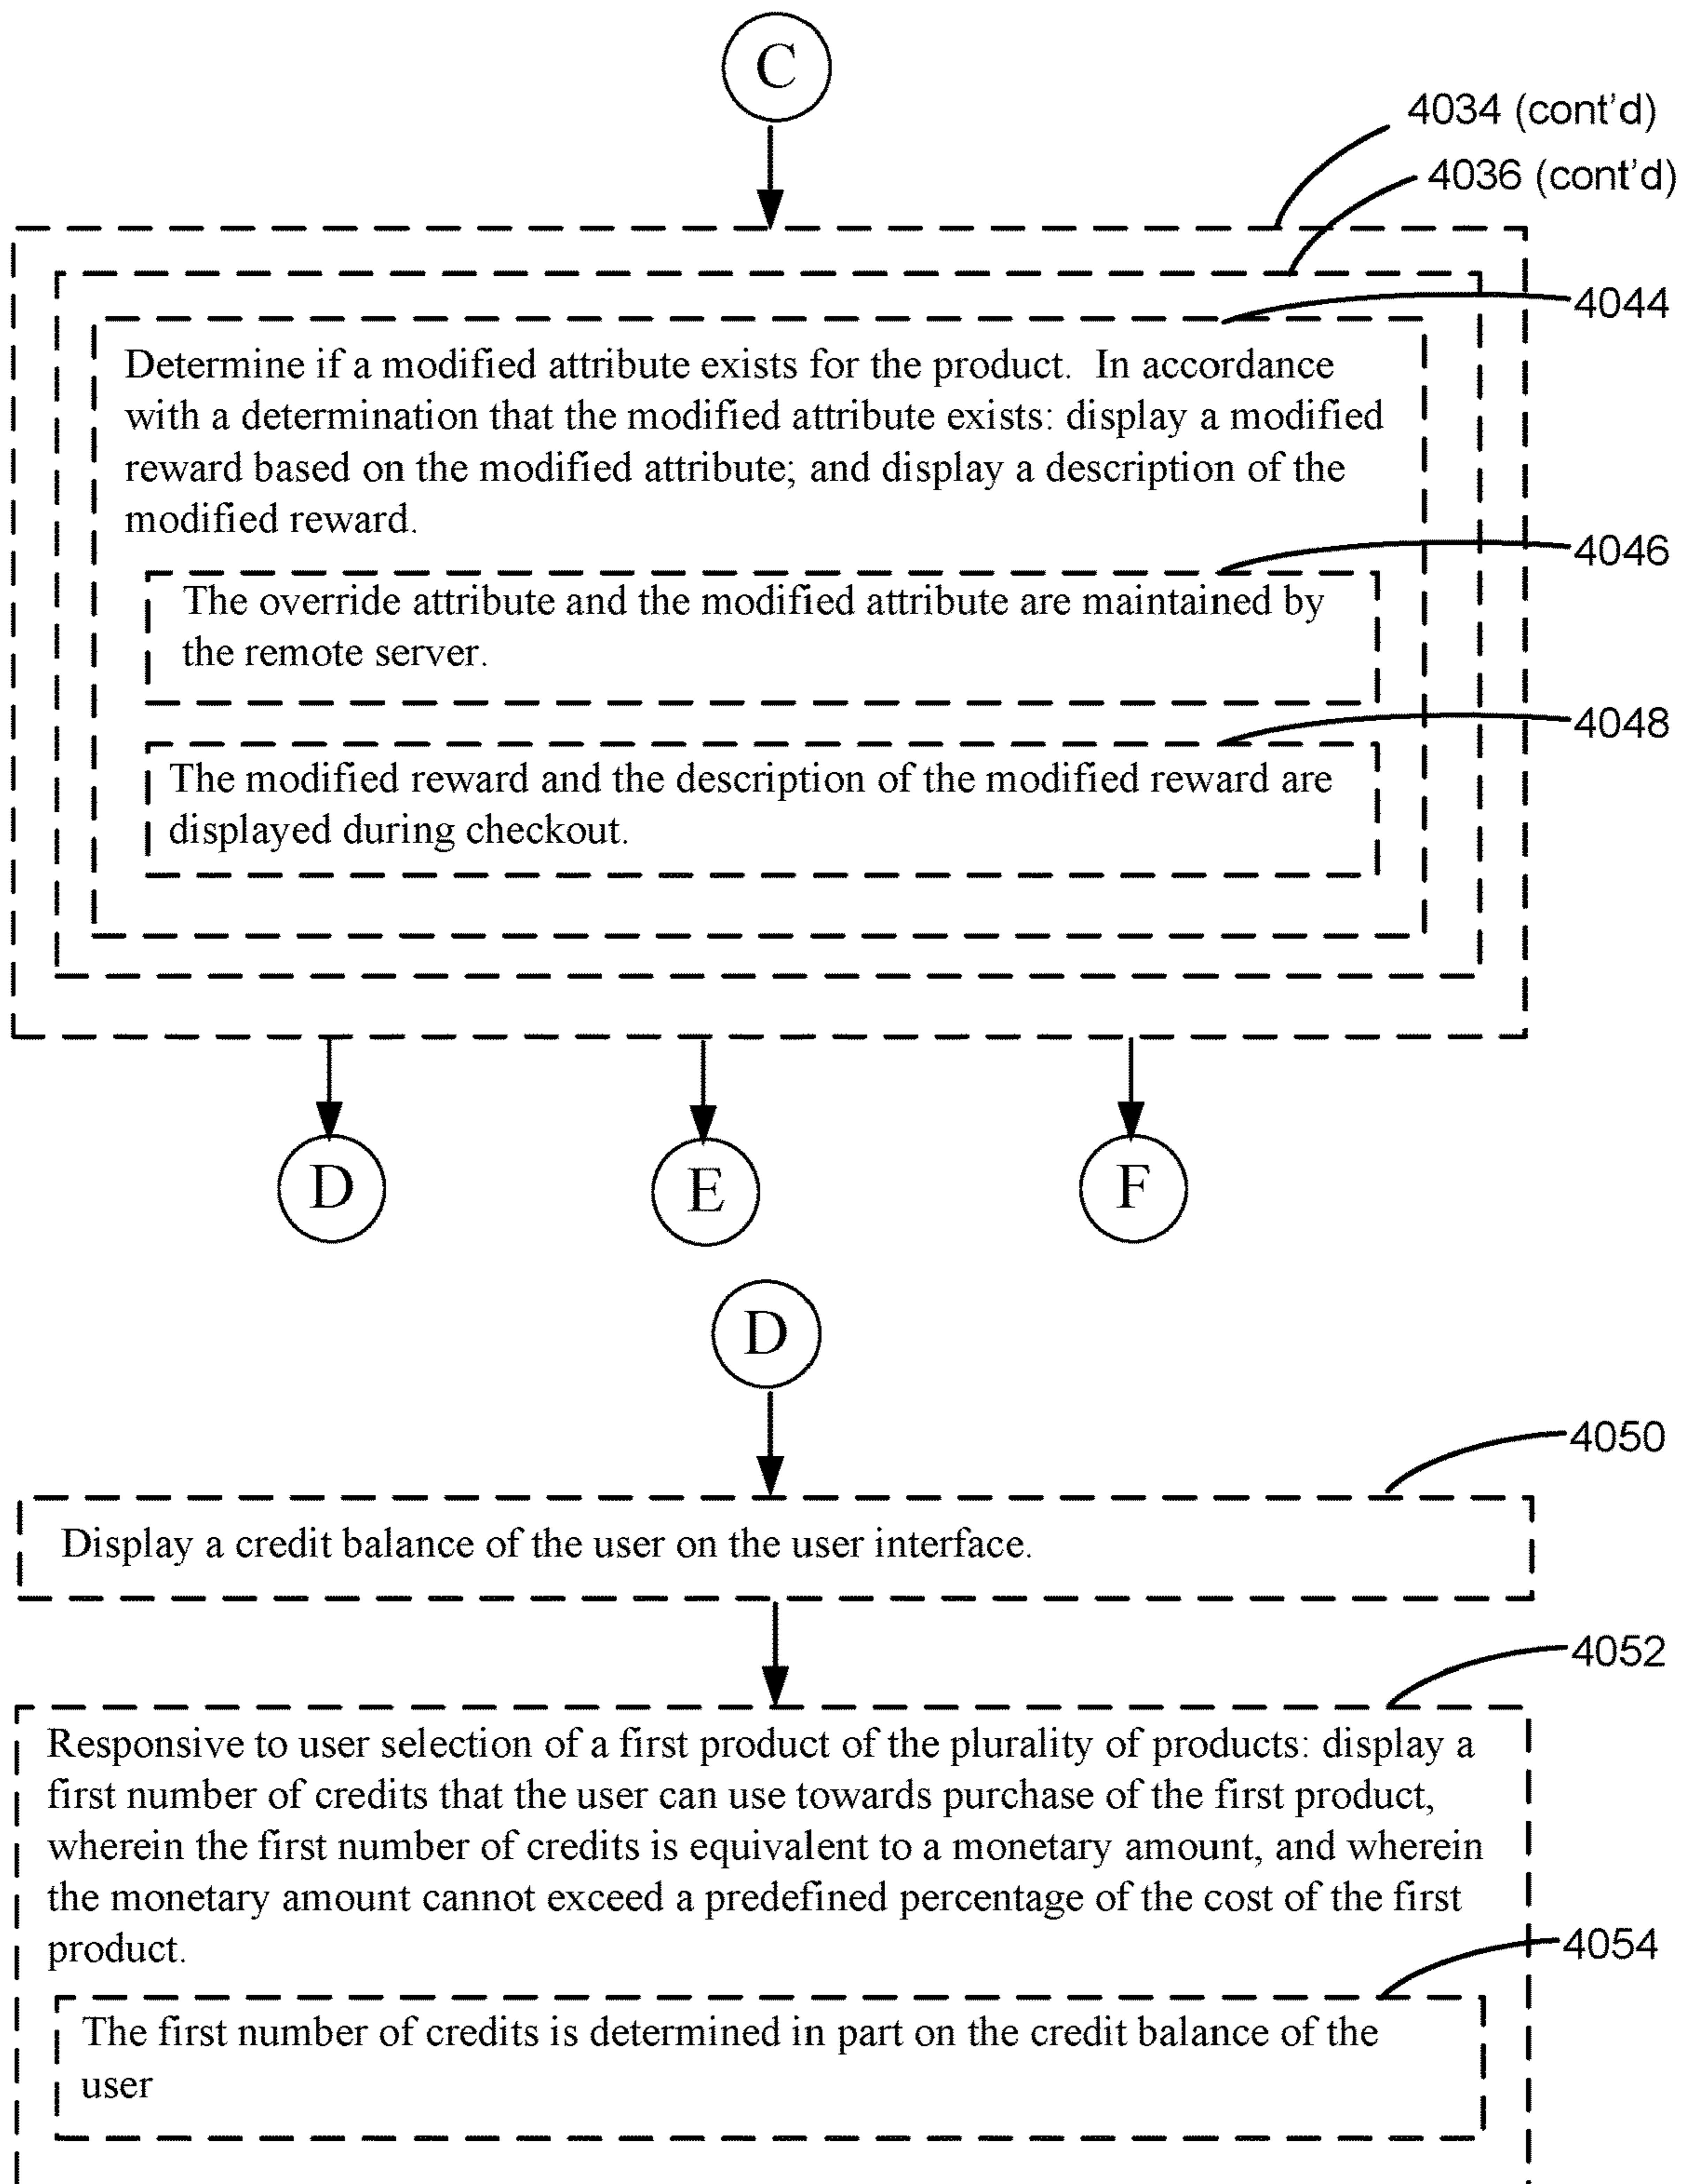 C
4034 (cont'd)
4036 (cont'd)
4044
Determine if a modified attribute exists for the product.  In accordance
with a determination that the modified attribute exists: display a modified
reward based on the modified attribute; and display a description of the
modified reward.
4046
The override attribute and the modified attribute are maintained by
the remote server.
4048
The modified reward and the description of the modified reward are
displayed during checkout.
D
E
F
D
4050
Display a credit balance of the user on the user interface.
4052
Responsive to user selection of a first product of the plurality of products: display a
first number of credits that the user can use towards purchase of the first product,
wherein the first number of credits is equivalent to a monetary amount, and wherein
the monetary amount cannot exceed a predefined percentage of the cost of the first
product.
4054
The first number of credits is determined in part on the credit balance of the
user